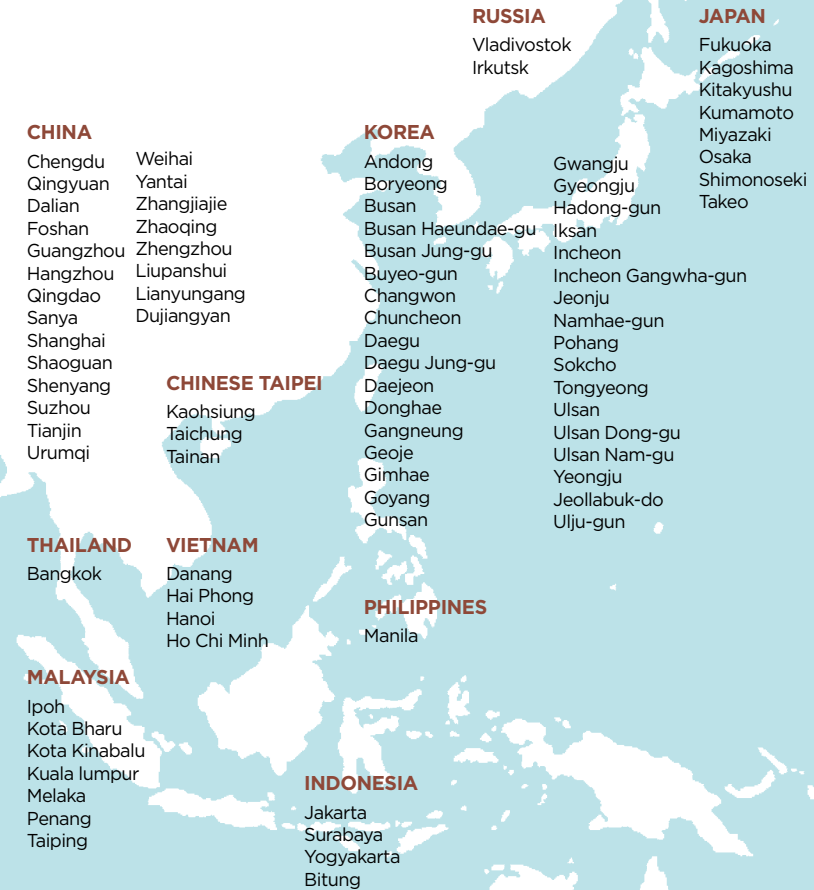 RUSSIA
Vladivostok
Irkutsk
JAPAN
Fukuoka
Kagoshima
Kitakyushu
Kumamoto
Miyazaki
Osaka
Shimonoseki
Takeo
CHINA
Chengdu
Qingyuan
Dalian
Foshan
Guangzhou
Hangzhou
Qingdao
Sanya
Shanghai
Shaoguan
Shenyang
Suzhou
Tianjin
Urumqi
Weihai
Yantai
Zhangjiajie
Zhaoqing
Zhengzhou
Liupanshui
Lianyungang
Dujiangyan
KOREA
Andong
Boryeong
Busan
Busan Haeundae-gu
Busan Jung-gu
Buyeo-gun
Changwon
Chuncheon
Daegu
Daegu Jung-gu
Daejeon
Donghae
Gangneung
Geoje
Gimhae
Goyang
Gunsan
Gwangju
Gyeongju
Hadong-gun
Iksan
Incheon
Incheon Gangwha-gun
Jeonju
Namhae-gun
Pohang
Sokcho
Tongyeong
Ulsan
Ulsan Dong-gu
Ulsan Nam-gu
Yeongju
Jeollabuk-do
Ulju-gun
CHINESE TAIPEI
Kaohsiung
Taichung
Tainan
THAILAND
Bangkok
VIETNAM
Danang
Hai Phong
Hanoi
Ho Chi Minh
PHILIPPINES
Manila
MALAYSIA
Ipoh
Kota Bharu
Kota Kinabalu
Kuala lumpur
Melaka
Penang
Taiping
INDONESIA
Jakarta
Surabaya
Yogyakarta
Bitung